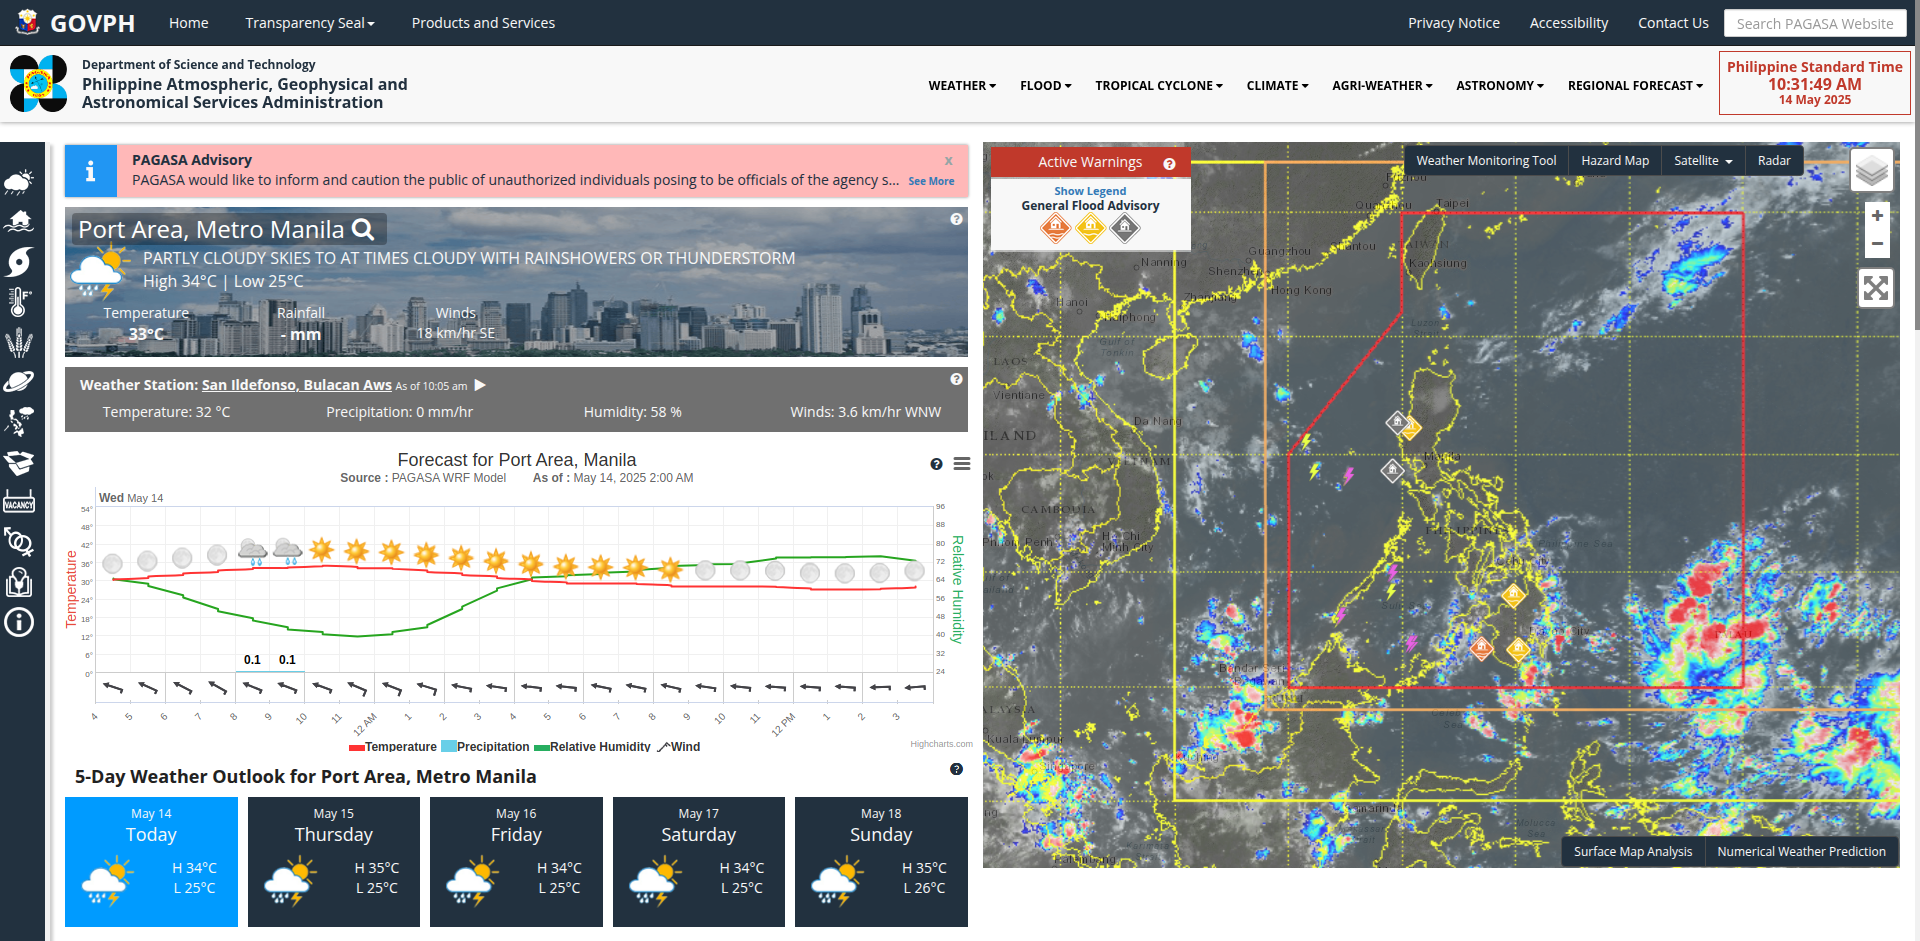 GOVPH
Home
Transparency Seal
Products and Services
Privacy Notice
Accessibility
Contact Us
Search PAGASA Website
Department of Science and Technology
Philippine Atmospheric, Geophysical and
Astronomical Services Administration
WEATHER
FLOOD
TROPICAL CYCLONE
CLIMATE
AGRI-WEATHER
ASTRONOMY
REGIONAL FORECAST
Philippine Standard Time
10:31:49 AM
14 May 2025
PAGASA Advisory
x
PAGASA would like to inform and caution the public of unauthorized individuals posing to be officials of the agency s...
See More
Port Area, Metro Manila
PARTLY CLOUDY SKIES TO AT TIMES CLOUDY WITH RAINSHOWERS OR THUNDERSTORM
High 34°C | Low 25°C
Temperature
33°C
Rainfall
- mm
Winds
18 km/hr SE
Weather Station: San Ildefonso, Bulacan Aws As of 10:05 am
Temperature: 32 °C
Precipitation: 0 mm/hr
Humidity: 58 %
Winds: 3.6 km/hr WNW
Forecast for Port Area, Manila
Source : PAGASA WRF Model As of : May 14, 2025 2:00 AM
Wed May 14
Temperature
54°
48°
42°
36°
30°
24°
18°
12°
6°
0°
96
88
80
72
64
56
48
40
32
24
Relative Humidity
0.1
0.1
4
5
6
7
8
9
10
11
12 AM
1
2
3
4
5
6
7
8
9
10
11
12 PM
1
2
3
Temperature
Precipitation
Relative Humidity
Wind
Highcharts.com
5-Day Weather Outlook for Port Area, Metro Manila
May 14
Today
H 34°C
L 25°C
May 15
Thursday
H 35°C
L 25°C
May 16
Friday
H 34°C
L 25°C
May 17
Saturday
H 34°C
L 25°C
May 18
Sunday
H 35°C
L 26°C
VACANCY
Active Warnings
Show Legend
General Flood Advisory
Weather Monitoring Tool
Hazard Map
Satellite
Radar
+
−
Taipei
TAIWAN
Kaohsiung
Guangzhou
Shantou
Shenzhen
Hong Kong
Nanning
Hanoi
Haiphong
Gulf of
Tonkin
LAOS
Vientiane
Da Nang
VIETNAM
CAMBODIA
Phnom Penh
Ho Chi
Minh City
Luzon
Manila
Kuala Lumpur
Singapore
Surface Map Analysis
Numerical Weather Prediction